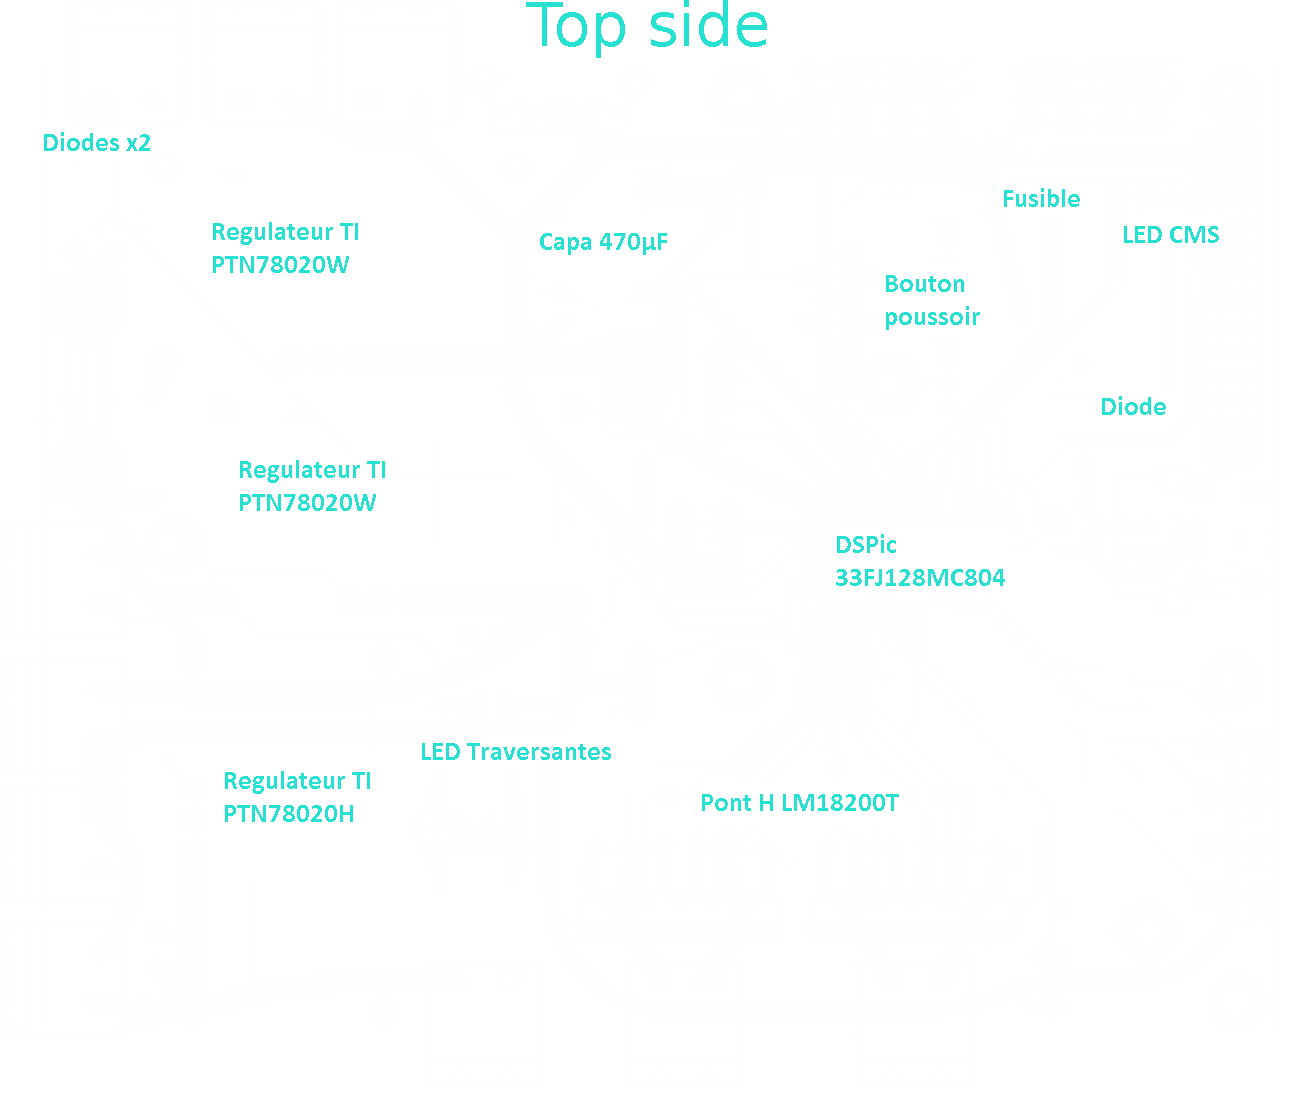 Top side
Diodes x2
Fusible
Regulateur TI
PTN78020W
Capa 470µF
LED CMS
Bouton
poussoir
Diode
Regulateur TI
PTN78020W
DSPic
33FJ128MC804
LED Traversantes
Regulateur TI
PTN78020H
Pont H LM18200T